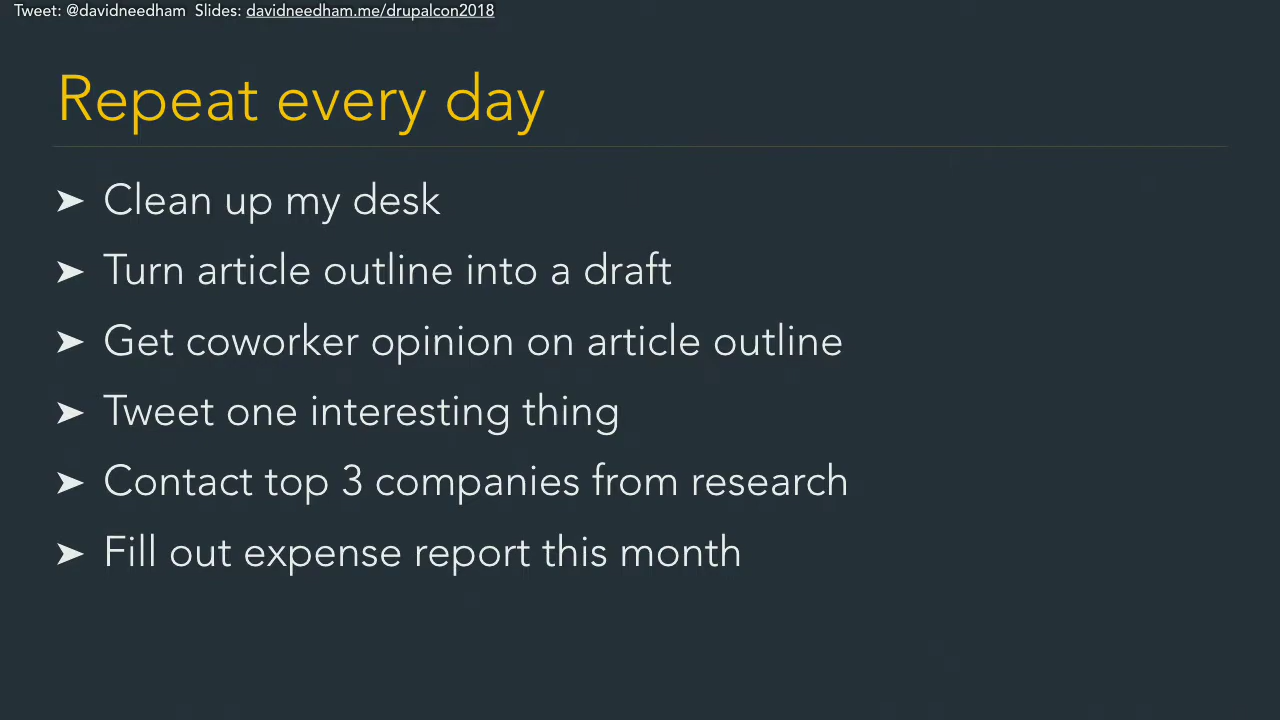 Tweet: @davidneedham Slides: davidneedham.me/drupalcon2018
Repeat every day
➤ Clean up my desk
➤ Turn article outline into a draft
➤ Get coworker opinion on article outline
➤ Tweet one interesting thing
➤ Contact top 3 companies from research
➤ Fill out expense report this month